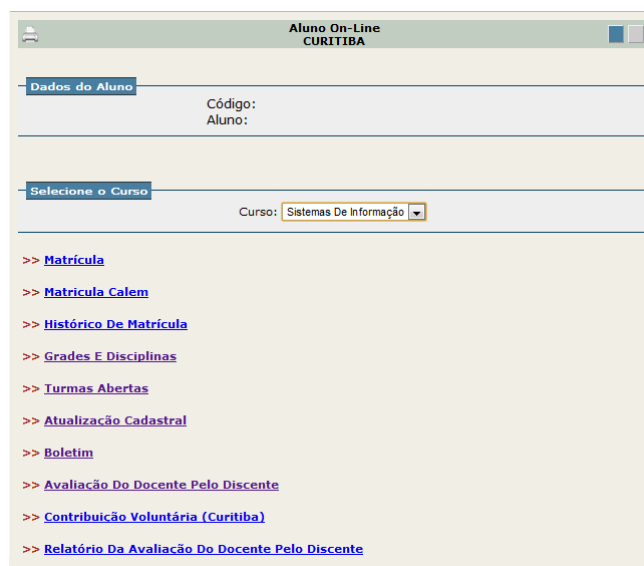 Aluno On-Line
CURITIBA
Dados do Aluno
Código:
Aluno:
Selecione o Curso
Curso: Sistemas De Informação
>> Matrícula
>> Matricula Calem
>> Histórico De Matrícula
>> Grades E Disciplinas
>> Turmas Abertas
>> Atualização Cadastral
>> Boletim
>> Avaliação Do Docente Pelo Discente
>> Contribuição Voluntária (Curitiba)
>> Relatório Da Avaliação Do Docente Pelo Discente